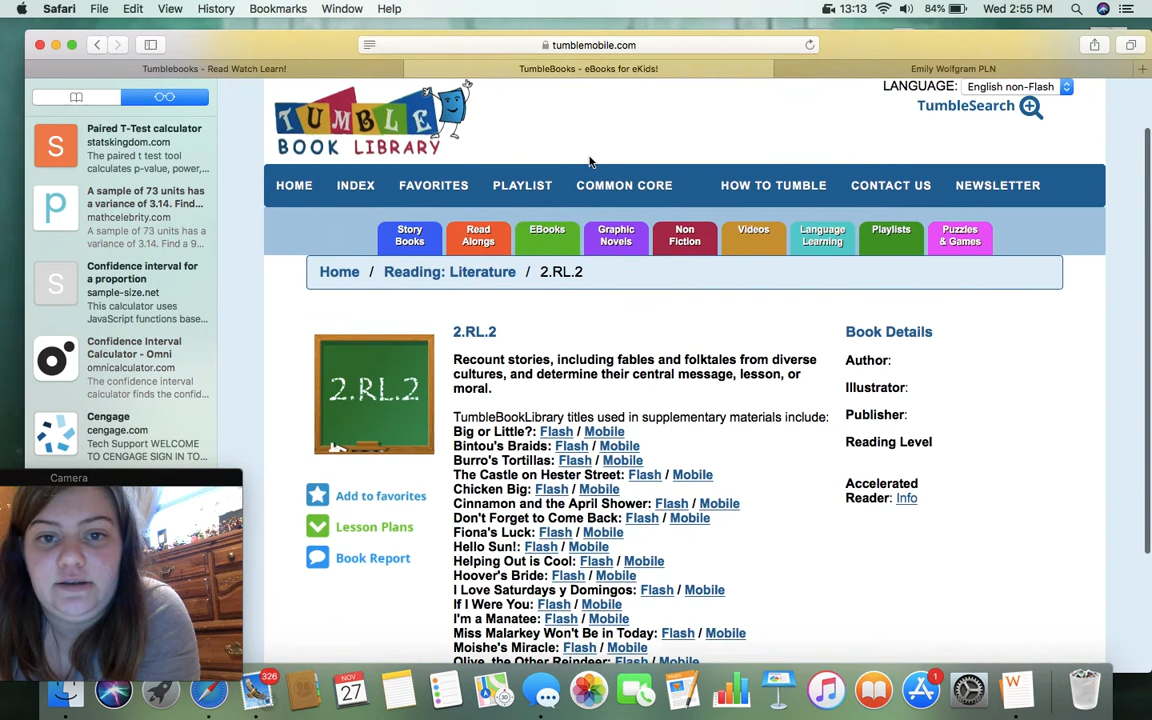 Safari File Edit View History Bookmarks Window Help 13:13 84% Wed 2:55 PM
tumblemobile.com
Tumblebooks - Read Watch Learn! TumbleBooks - eBooks for eKids! Emily Wolfgram PLN
LANGUAGE: English non-Flash
TumbleSearch
TUMBLE
BOOK LIBRARY
HOME INDEX FAVORITES PLAYLIST COMMON CORE HOW TO TUMBLE CONTACT US NEWSLETTER
Story Read EBooks Graphic Non Videos Language Playlists Puzzles
Books Alongs Novels Fiction Learning & Games
Home / Reading: Literature / 2.RL.2
S
Paired T-Test calculator
statskingdom.com
The paired t test tool
calculates p-value, power,...
p
A sample of 73 units has
a variance of 3.14. Find...
mathcelebrity.com
A sample of 73 units has a
variance of 3.14. Find a 9...
S
Confidence interval for
a proportion
sample-size.net
This calculator uses
JavaScript functions base...
Confidence Interval
Calculator - Omni
omnicalculator.com
The confidence interval
calculator finds the confid...
Cengage
cengage.com
Tech Support WELCOME
TO CENGAGE SIGN IN TO...
Camera
2.RL.2
Add to favorites
Lesson Plans
Book Report
2.RL.2
Recount stories, including fables and folktales from diverse
cultures, and determine their central message, lesson, or
moral.
TumbleBookLibrary titles used in supplementary materials include:
Big or Little?: Flash / Mobile
Bintou's Braids: Flash / Mobile
Burro's Tortillas: Flash / Mobile
The Castle on Hester Street: Flash / Mobile
Chicken Big: Flash / Mobile
Cinnamon and the April Shower: Flash / Mobile
Don't Forget to Come Back: Flash / Mobile
Fiona's Luck: Flash / Mobile
Hello Sun!: Flash / Mobile
Helping Out is Cool: Flash / Mobile
Hoover's Bride: Flash / Mobile
I Love Saturdays y Domingos: Flash / Mobile
If I Were You: Flash / Mobile
I'm a Manatee: Flash / Mobile
Miss Malarkey Won't Be in Today: Flash / Mobile
Moishe's Miracle: Flash / Mobile
Olive, the Other Reindeer: Flash / Mobile
Book Details
Author:
Illustrator:
Publisher:
Reading Level
Accelerated
Reader: Info
326
NOV
27
1
W